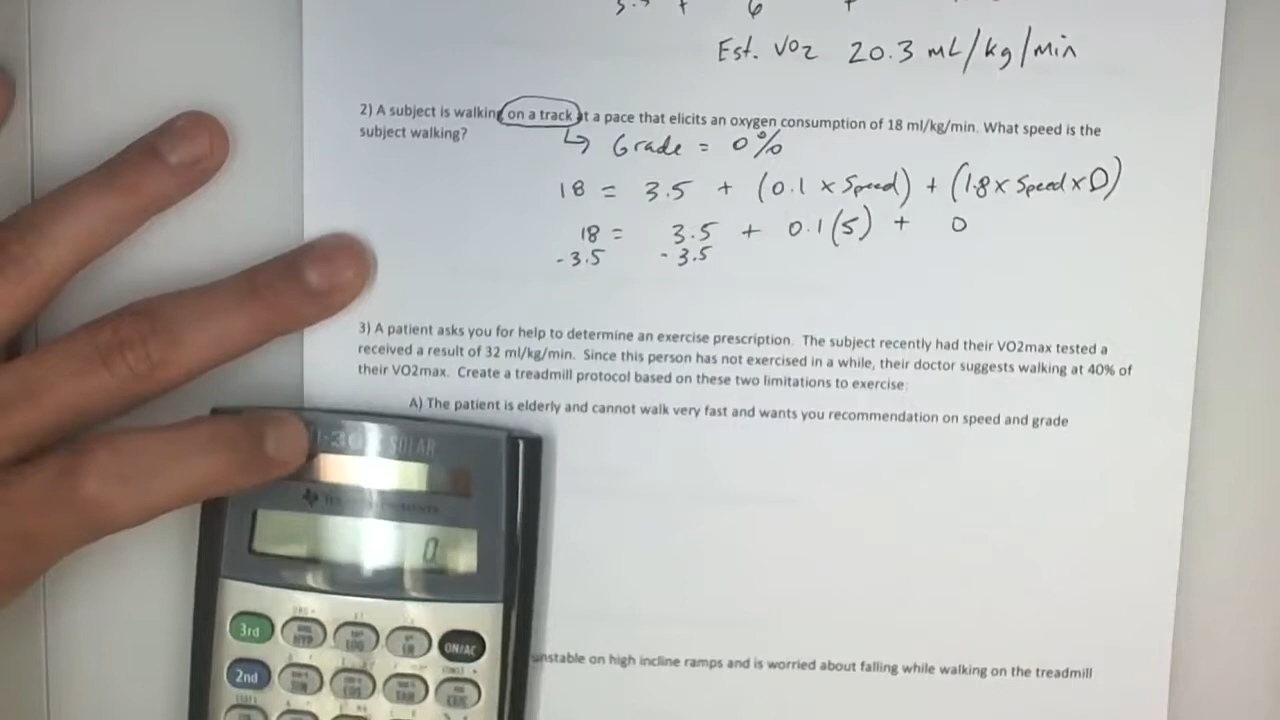 Est. VO2 20.3 mL/kg/min
2) A subject is walking on a track at a pace that elicits an oxygen consumption of 18 ml/kg/min. What speed is the
subject walking?
Grade = 0%
18 = 3.5 + (0.1 x Speed) + (1.8 x Speed x 0)
18 = 3.5 + 0.1(S) + 0
-3.5 -3.5
3) A patient asks you for help to determine an exercise prescription. The subject recently had their VO2max tested a
received a result of 32 ml/kg/min. Since this person has not exercised in a while, their doctor suggests walking at 40% of
their VO2max. Create a treadmill protocol based on these two limitations to exercise.
A) The patient is elderly and cannot walk very fast and wants you recommendation on speed and grade
SOLAR
0.
3rd
HYP
LOG
LN
ON/AC
unstable on high incline ramps and is worried about falling while walking on the treadmill
2nd